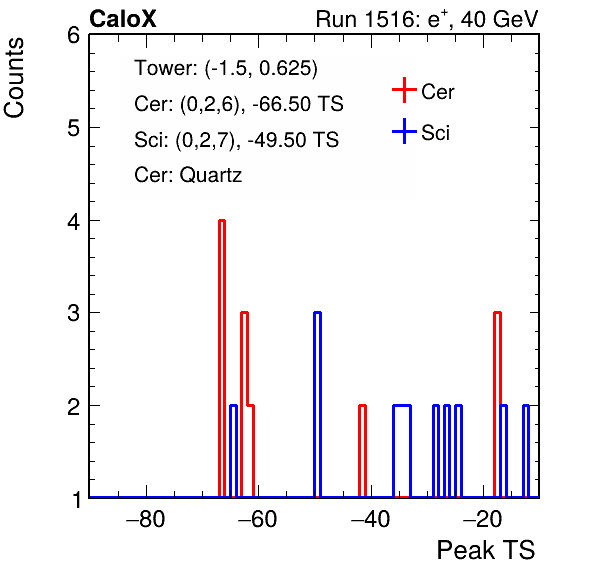 CaloX Run 1516: e⁺, 40 GeV
Counts
6
Tower: (-1.5, 0.625)
Cer: (0,2,6), -66.50 TS
Sci: (0,2,7), -49.50 TS
Cer: Quartz
Cer
Sci
5
4
3
2
1
−80 −60 −40 −20
Peak TS